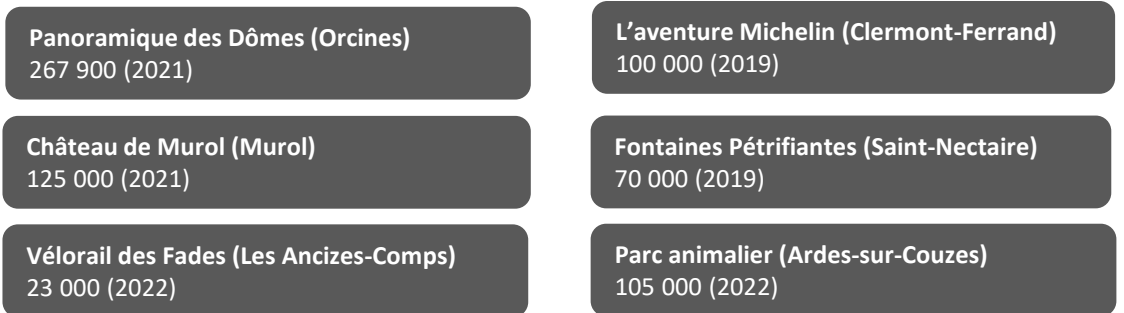 Panoramique des Dômes (Orcines)
267 900 (2021)
L’aventure Michelin (Clermont-Ferrand)
100 000 (2019)
Château de Murol (Murol)
125 000 (2021)
Fontaines Pétrifiantes (Saint-Nectaire)
70 000 (2019)
Vélorail des Fades (Les Ancizes-Comps)
23 000 (2022)
Parc animalier (Ardes-sur-Couzes)
105 000 (2022)